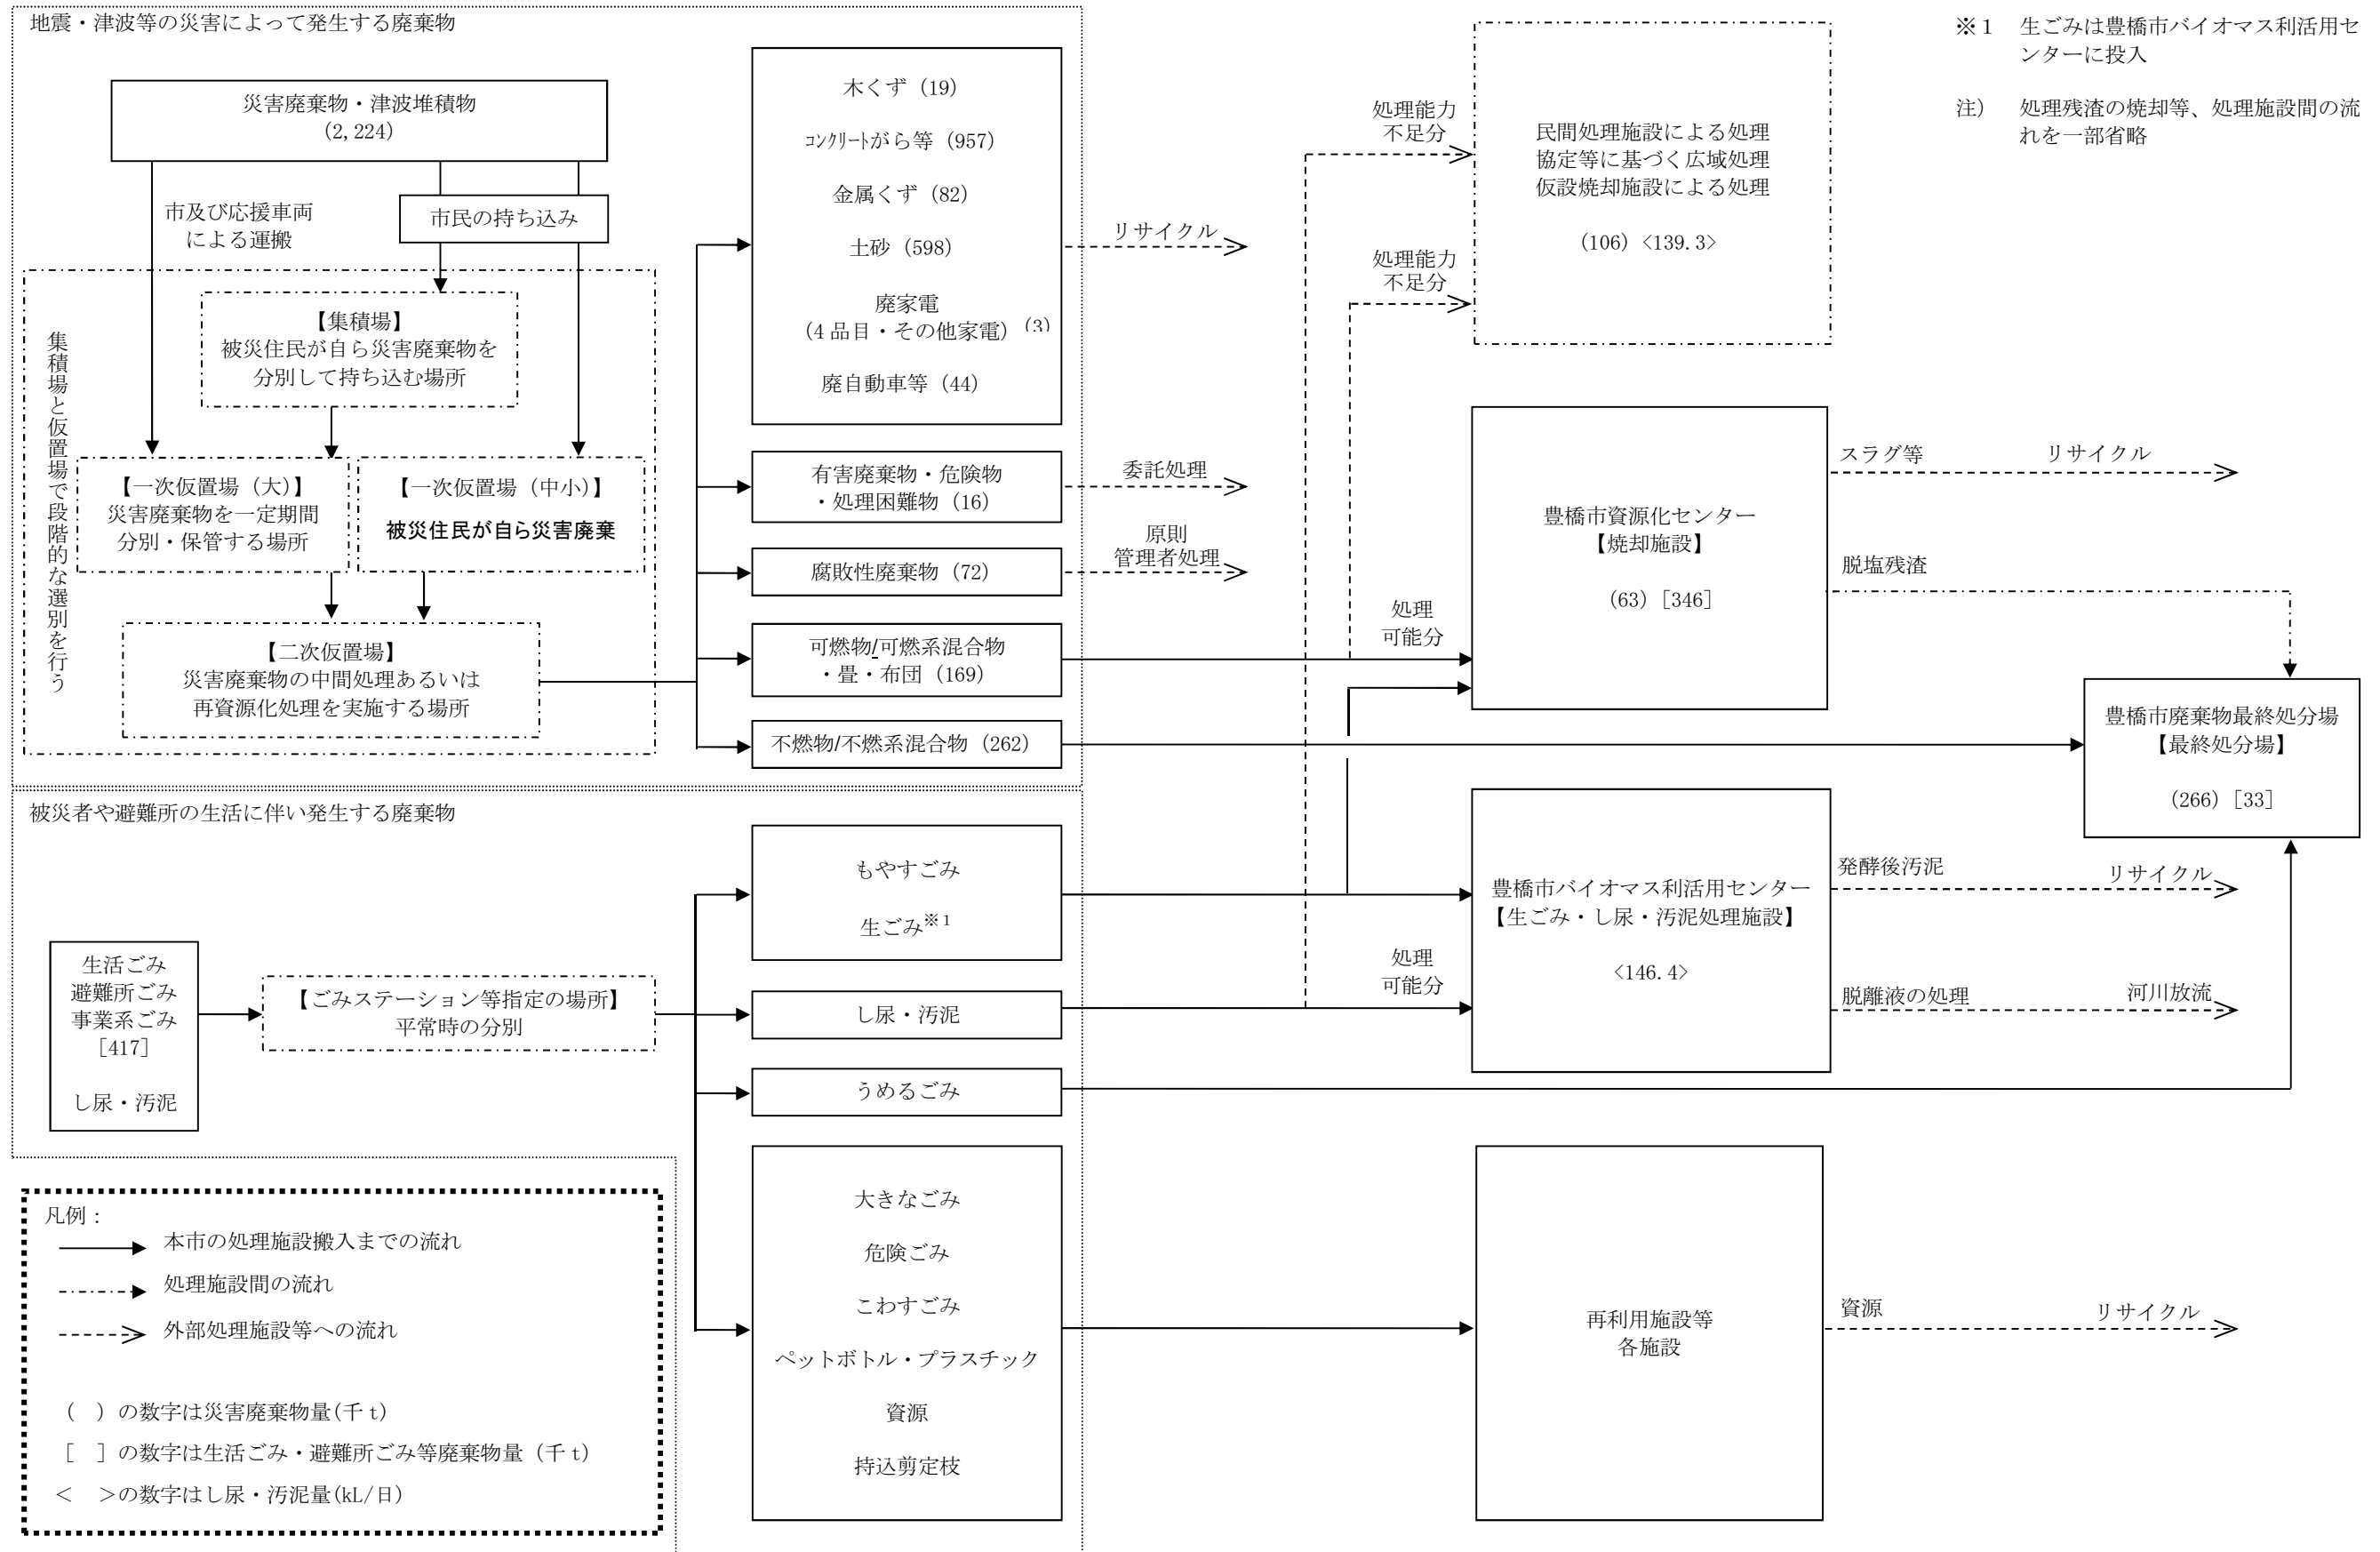 地震・津波等の災害によって発生する廃棄物
災害廃棄物・津波堆積物
(2,224)
市及び応援車両
による運搬
市民の持ち込み
集積場と仮置場で段階的な選別を行う
【集積場】
被災住民が自ら災害廃棄物を
分別して持ち込む場所
【一次仮置場（大）】
災害廃棄物を一定期間
分別・保管する場所
【一次仮置場（中小）】
被災住民が自ら災害廃棄
【二次仮置場】
災害廃棄物の中間処理あるいは
再資源化処理を実施する場所
木くず（19）
コンクリートがら等（957）
金属くず（82）
土砂（598）
廃家電
（4品目・その他家電）（3）
廃自動車等（44）
リサイクル
有害廃棄物・危険物
・処理困難物（16）
委託処理
腐敗性廃棄物（72）
原則
管理者処理
可燃物/可燃系混合物
・畳・布団（169）
不燃物/不燃系混合物（262）
処理能力
不足分
処理能力
不足分
処理
可能分
民間処理施設による処理
協定等に基づく広域処理
仮設焼却施設による処理
（106）<139.3>
※１　生ごみは豊橋市バイオマス利活用セ
ンターに投入
注）　処理残渣の焼却等、処理施設間の流
れを一部省略
豊橋市資源化センター
【焼却施設】
（63）［346］
スラグ等
リサイクル
脱塩残渣
豊橋市廃棄物最終処分場
【最終処分場】
（266）［33］
被災者や避難所の生活に伴い発生する廃棄物
生活ごみ
避難所ごみ
事業系ごみ
［417］
し尿・汚泥
【ごみステーション等指定の場所】
平常時の分別
もやすごみ
生ごみ※１
し尿・汚泥
うめるごみ
処理
可能分
豊橋市バイオマス利活用センター
【生ごみ・し尿・汚泥処理施設】
<146.4>
発酵後汚泥
リサイクル
脱離液の処理
河川放流
大きなごみ
危険ごみ
こわすごみ
ペットボトル・プラスチック
資源
持込剪定枝
再利用施設等
各施設
資源
リサイクル
凡例：
本市の処理施設搬入までの流れ
処理施設間の流れ
外部処理施設等への流れ
（　）の数字は災害廃棄物量(千t)
［　］の数字は生活ごみ・避難所ごみ等廃棄物量（千t）
＜　＞の数字はし尿・汚泥量(kL/日)